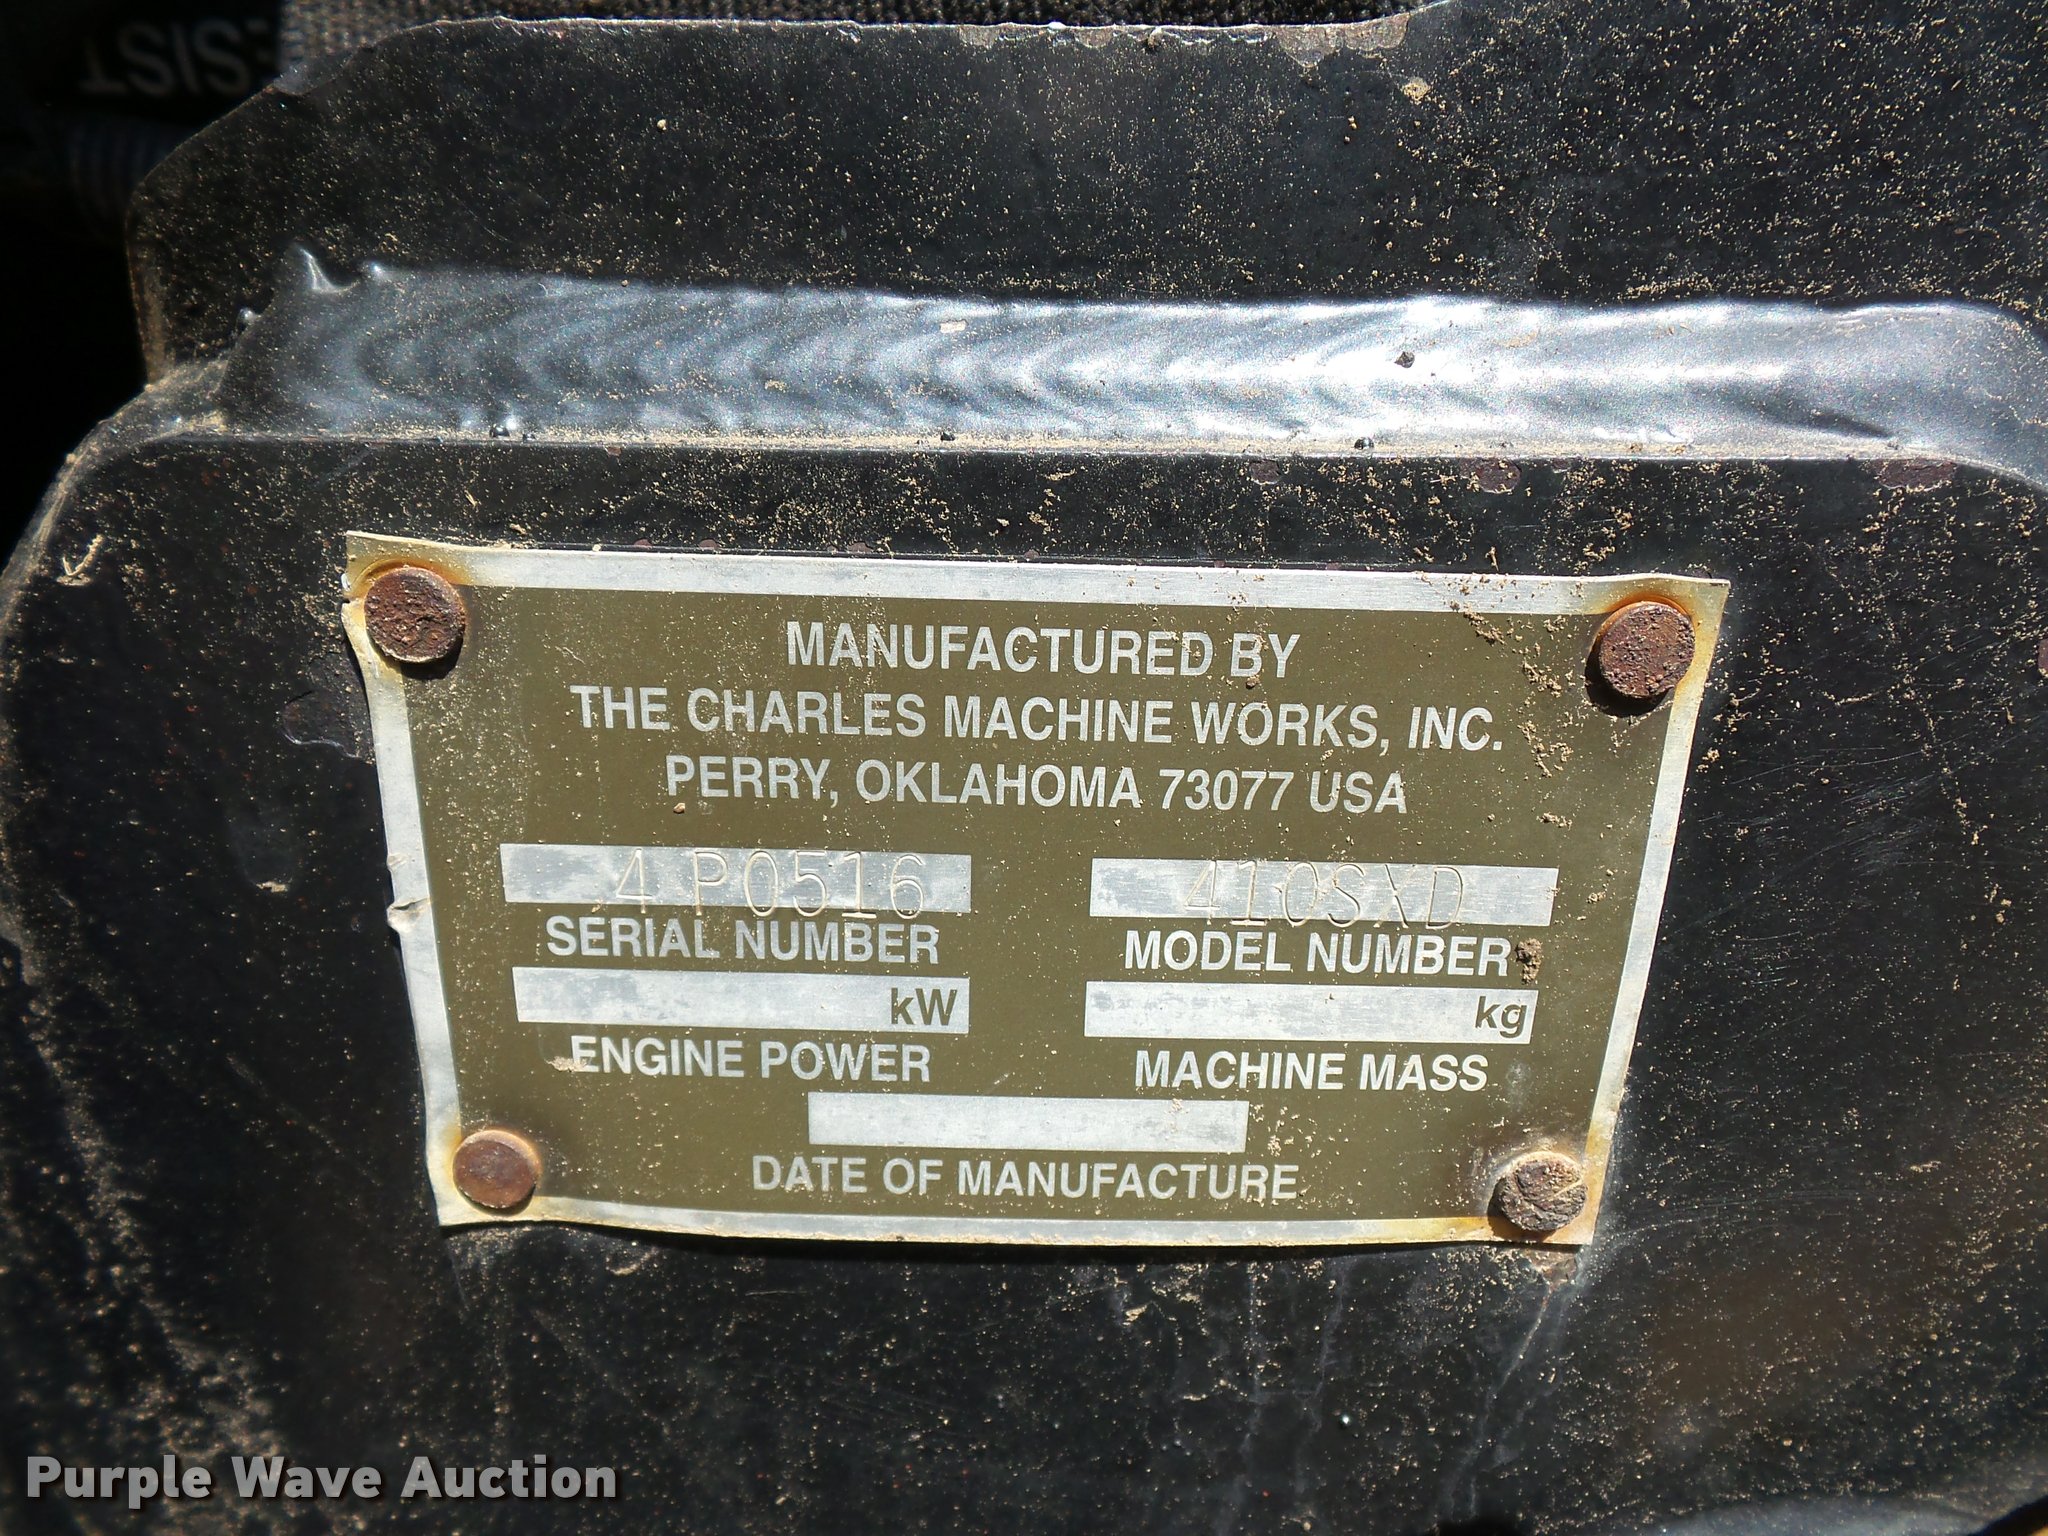 ESIST
MANUFACTURED BY
THE CHARLES MACHINE WORKS, INC.
PERRY, OKLAHOMA 73077 USA
4 P0516 410SXD
SERIAL NUMBER MODEL NUMBER
kW kg
ENGINE POWER MACHINE MASS
DATE OF MANUFACTURE
Purple Wave Auction